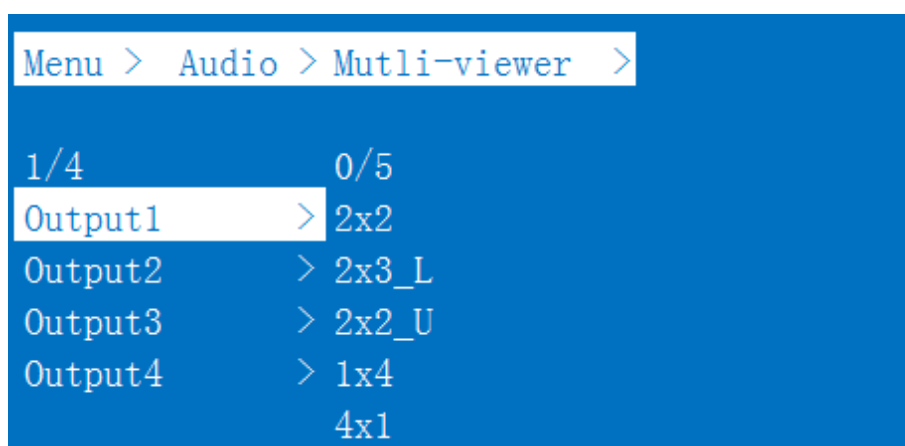 Menu > Audio > Mutli-viewer >
1/4 0/5
Output1 > 2x2
Output2 > 2x3_L
Output3 > 2x2_U
Output4 > 1x4
4x1